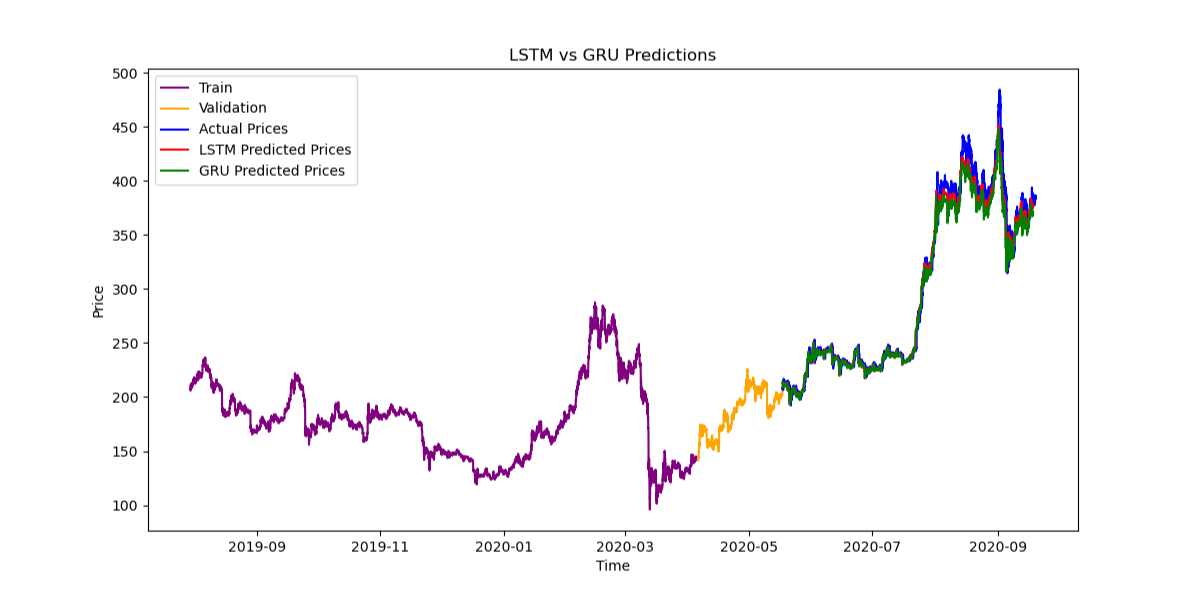 LSTM vs GRU Predictions
Train
Validation
Actual Prices
LSTM Predicted Prices
GRU Predicted Prices
500
450
400
350
300
250
200
150
100
Price
2019-09 2019-11 2020-01 2020-03 2020-05 2020-07 2020-09
Time